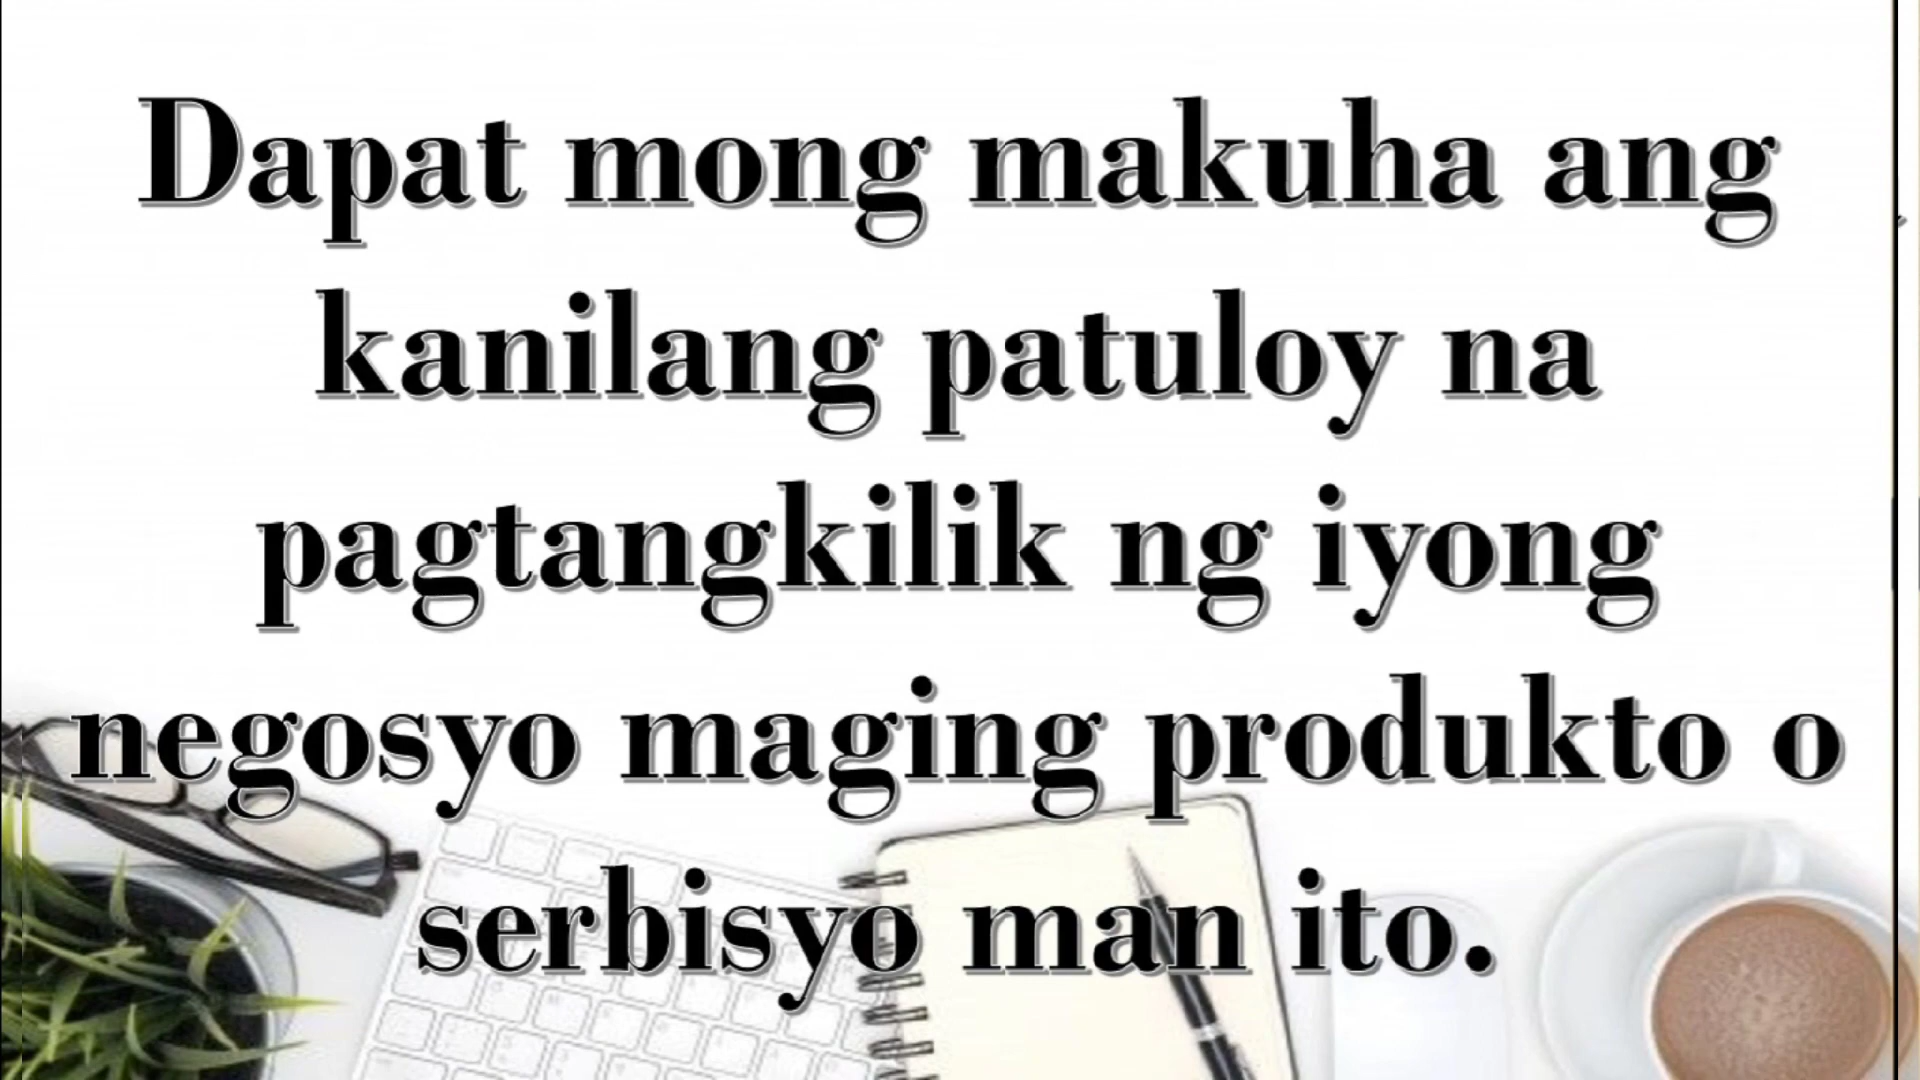 Dapat mong makuha ang
kanilang patuloy na
pagtangkilik ng iyong
negosyo maging produkto o
serbisyo man ito.